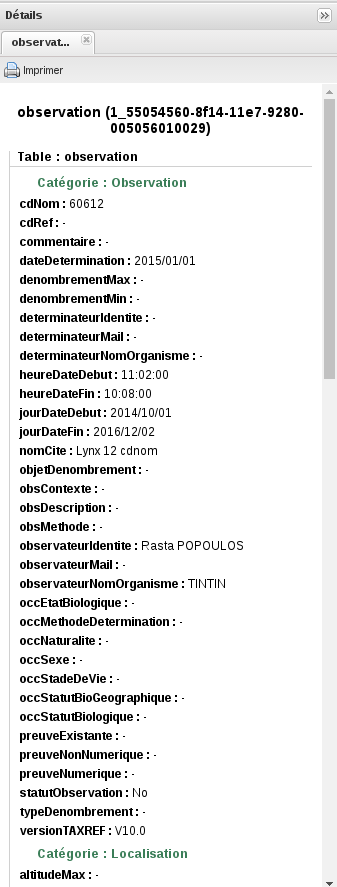 Détails
observat...
Imprimer
observation (1_55054560-8f14-11e7-9280-
005056010029)
Table : observation
Catégorie : Observation
cdNom : 60612
cdRef : -
commentaire : -
dateDetermination : 2015/01/01
denombrementMax : -
denombrementMin : -
determinateurIdentite : -
determinateurMail : -
determinateurNomOrganisme : -
heureDateDebut : 11:02:00
heureDateFin : 10:08:00
jourDateDebut : 2014/10/01
jourDateFin : 2016/12/02
nomCite : Lynx 12 cdnom
objetDenombrement : -
obsContexte : -
obsDescription : -
obsMethode : -
observateurIdentite : Rasta POPOULOS
observateurMail : -
observateurNomOrganisme : TINTIN
occEtatBiologique : -
occMethodeDetermination : -
occNaturalite : -
occSexe : -
occStadeDeVie : -
occStatutBioGeographique : -
occStatutBiologique : -
preuveExistante : -
preuveNonNumerique : -
preuveNumerique : -
statutObservation : No
typeDenombrement : -
versionTAXREF : V10.0
Catégorie : Localisation
altitudeMax : -